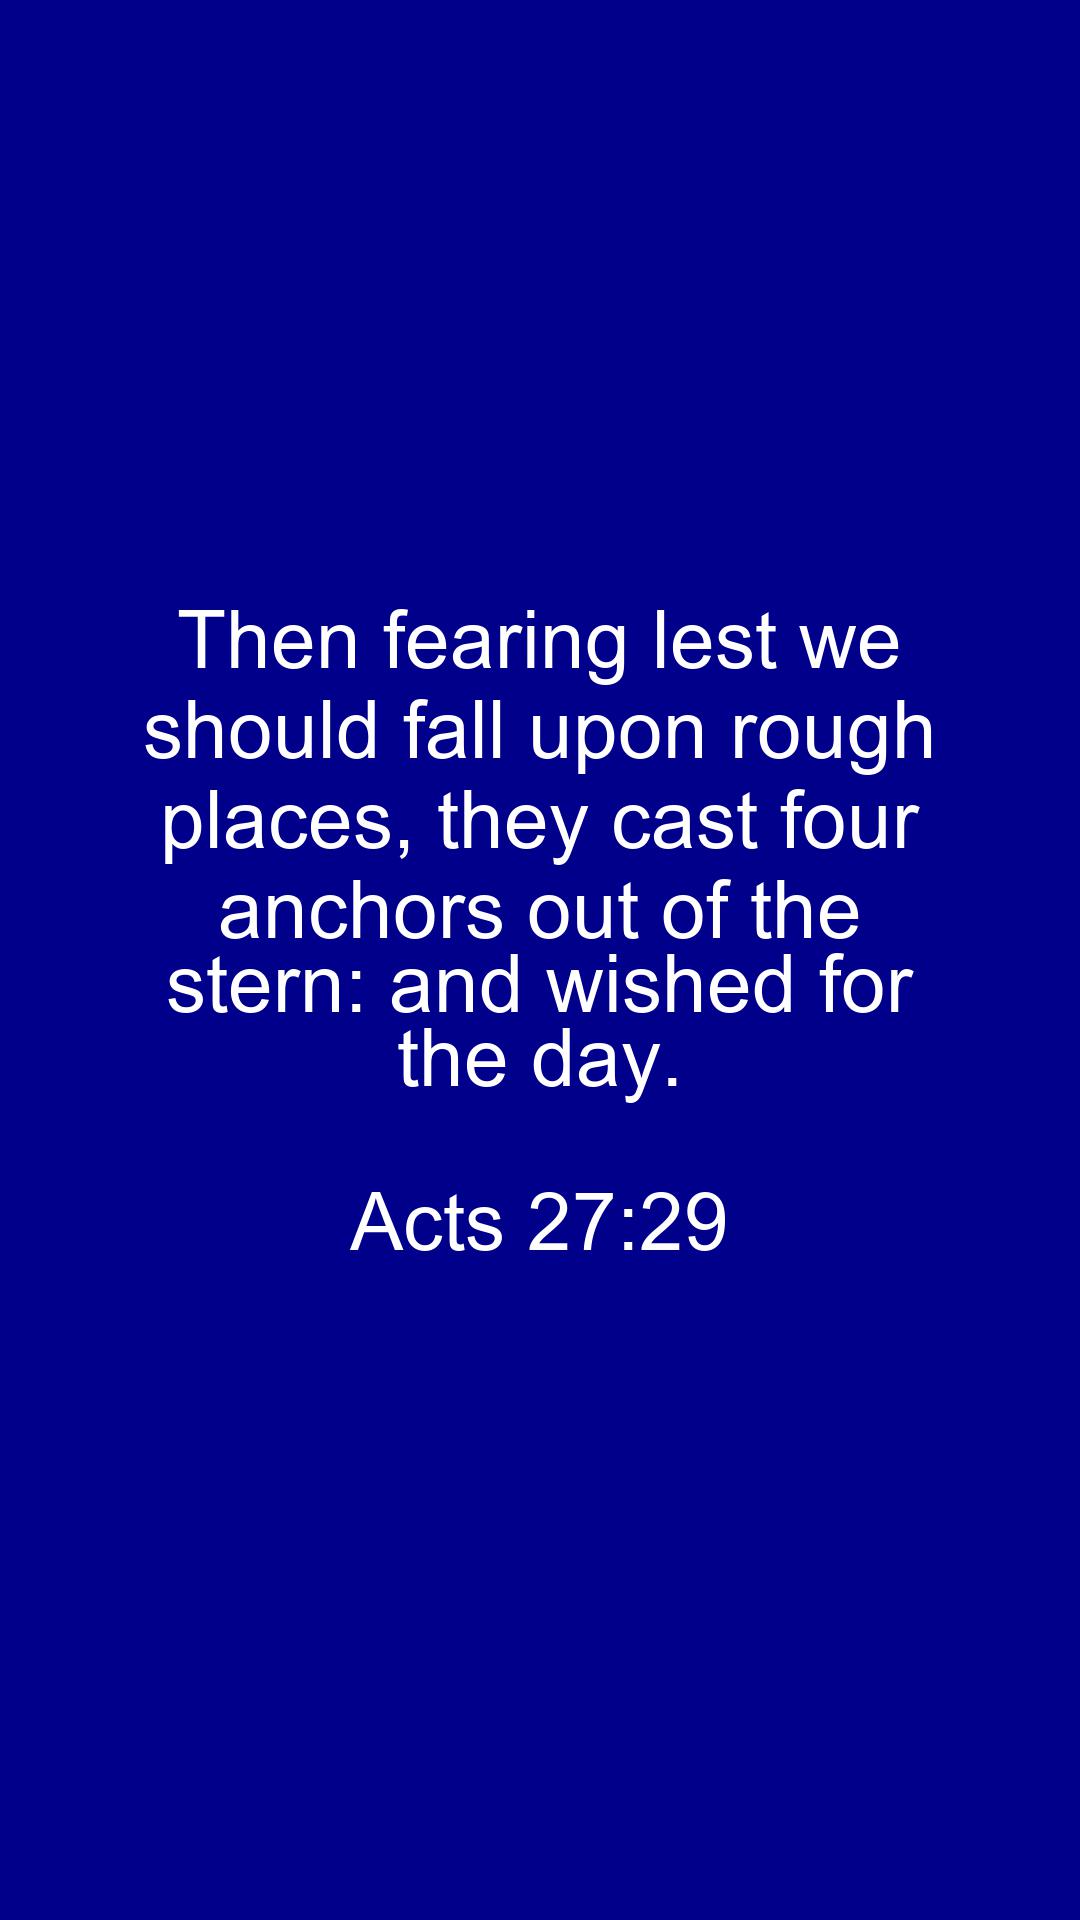 Then fearing lest we
should fall upon rough
places, they cast four
anchors out of the
stern: and wished for
the day.
Acts 27:29